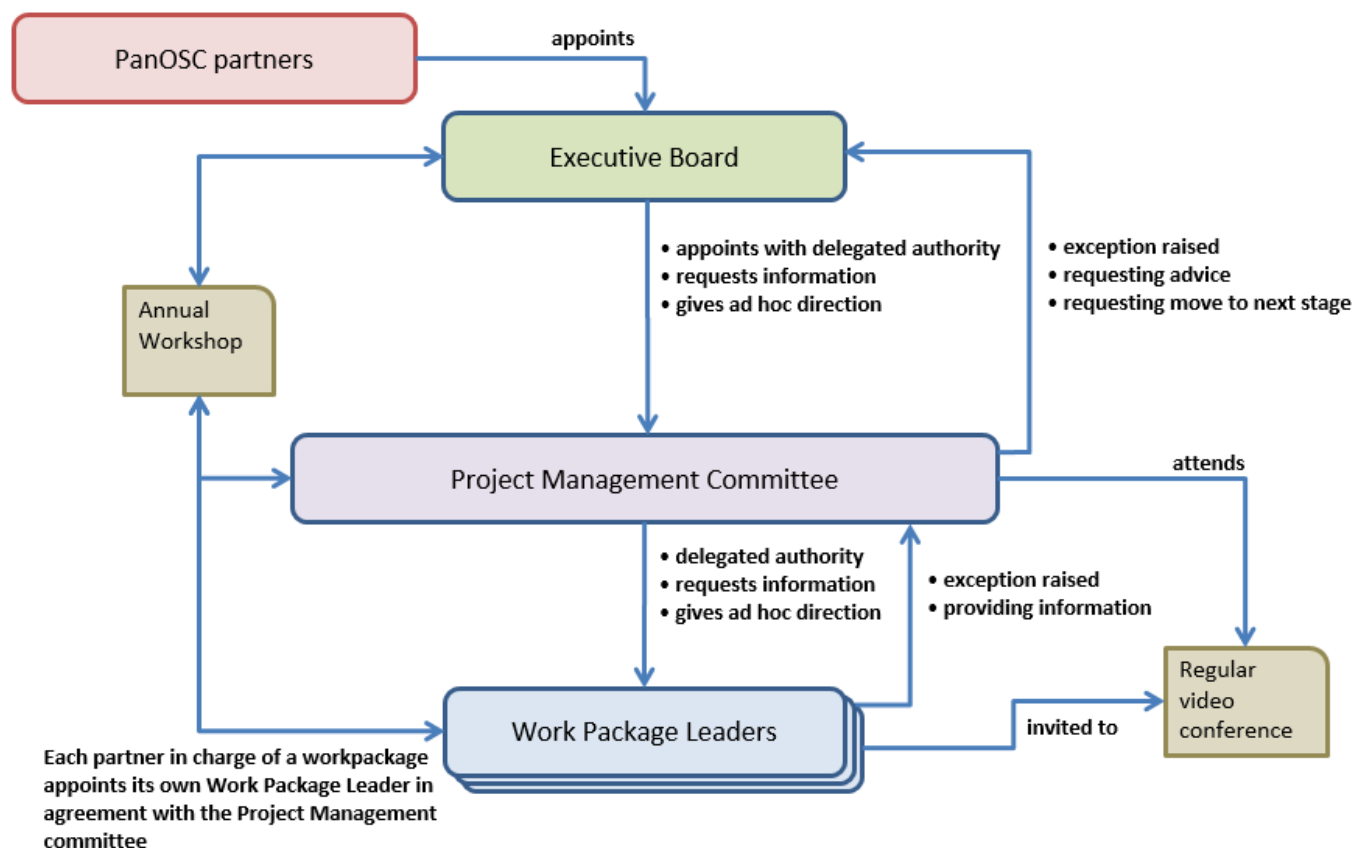 PanOSC partners
appoints
Executive Board
• appoints with delegated authority
• requests information
• gives ad hoc direction
• exception raised
• requesting advice
• requesting move to next stage
Annual
Workshop
Project Management Committee
attends
• delegated authority
• requests information
• gives ad hoc direction
• exception raised
• providing information
Regular
video
conference
Work Package Leaders
invited to
Each partner in charge of a workpackage
appoints its own Work Package Leader in
agreement with the Project Management
committee